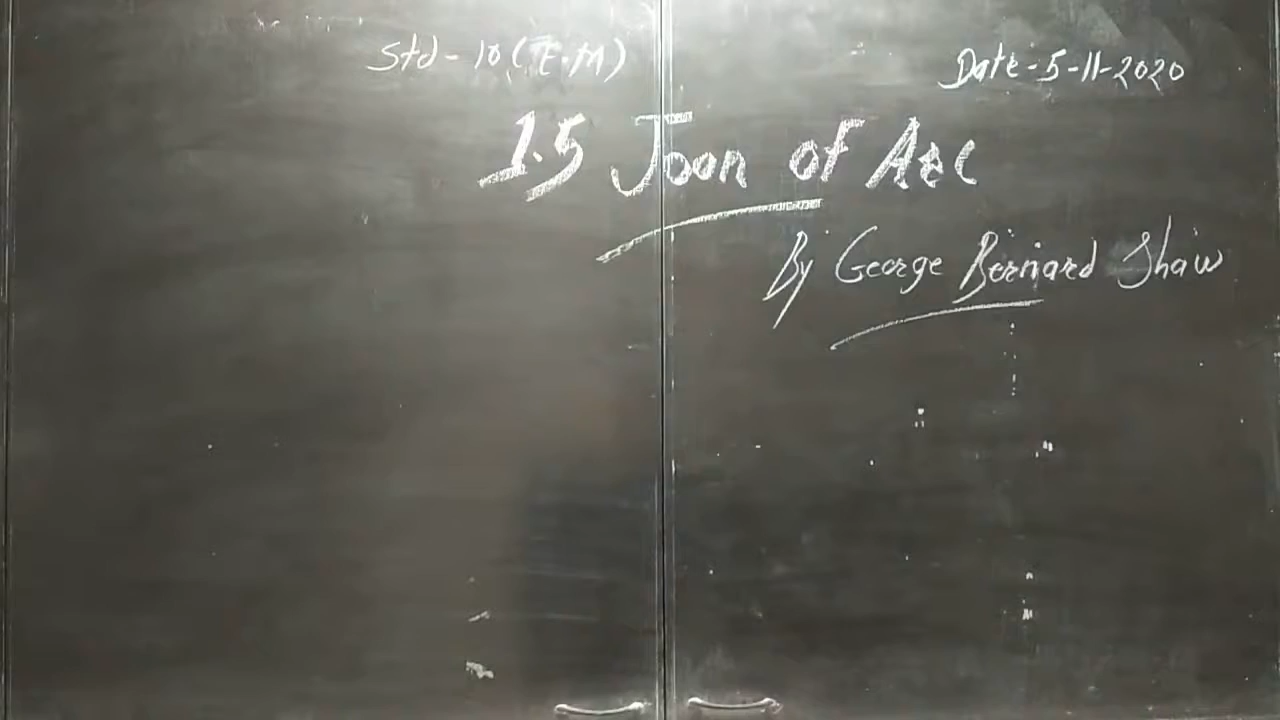 Std - 10 (E.M)
Date - 5-11-2020
1.5 Joan of Arc
By George Bernard Shaw